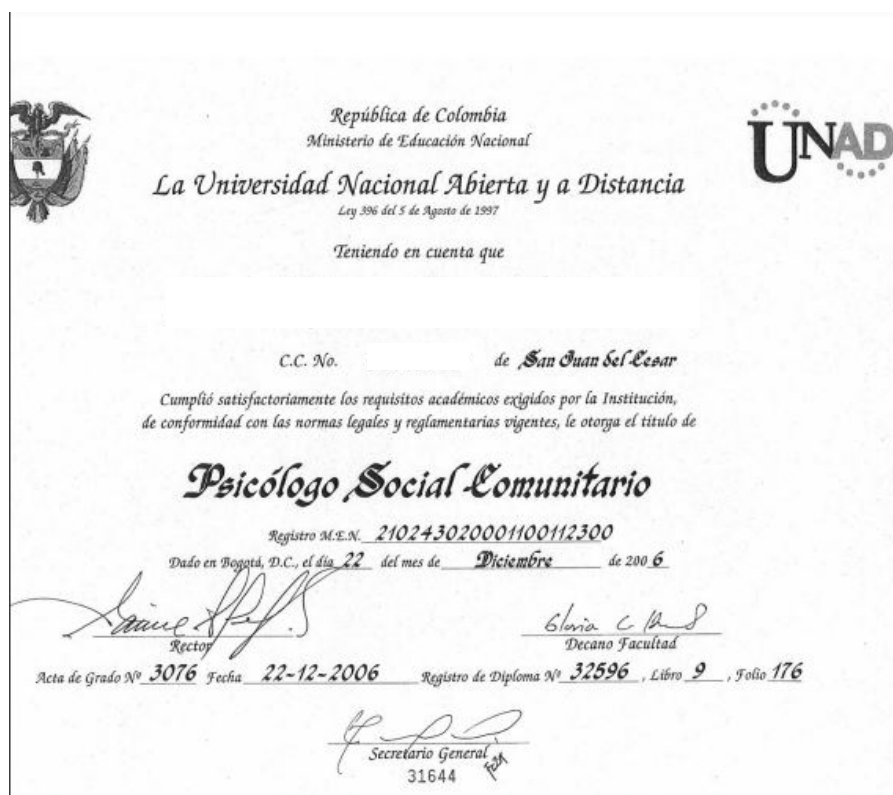 República de Colombia
Ministerio de Educación Nacional
UNAD
La Universidad Nacional Abierta y a Distancia
Ley 396 del 5 de Agosto de 1997
Teniendo en cuenta que
C.C. No. de San Juan del Cesar
Cumplió satisfactoriamente los requisitos académicos exigidos por la Institución,
de conformidad con las normas legales y reglamentarias vigentes, le otorga el título de
Psicólogo Social Comunitario
Registro M.E.N. 210243020001100112300
Dado en Bogotá, D.C., el día 22 del mes de Diciembre de 2006
Rector
Decano Facultad
Acta de Grado Nº 3076 Fecha 22-12-2006 Registro de Diploma Nº 32596 , Libro 9 , Folio 176
Secretario General
31644